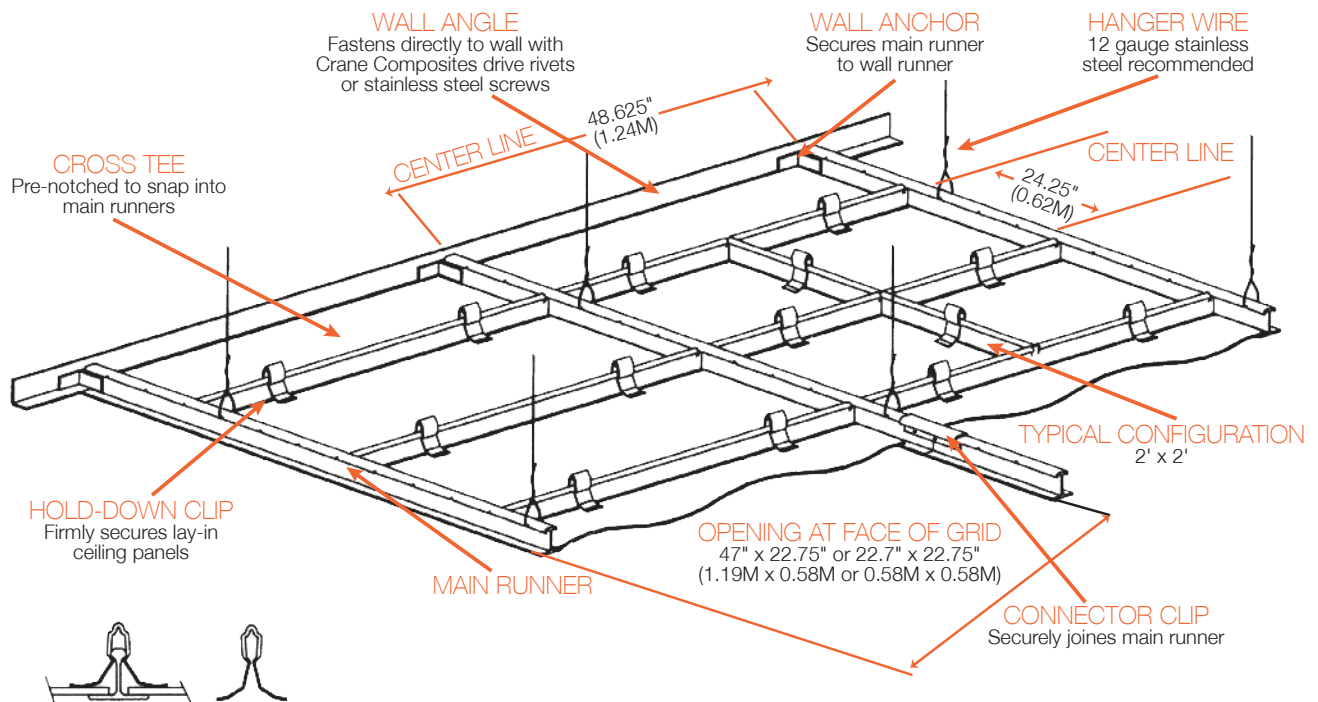 WALL ANGLE
Fastens directly to wall with
Crane Composites drive rivets
or stainless steel screws
WALL ANCHOR
Secures main runner
to wall runner
HANGER WIRE
12 gauge stainless
steel recommended
48.625"
(1.24M)
CENTER LINE
CENTER LINE
24.25"
(0.62M)
CROSS TEE
Pre-notched to snap into
main runners
HOLD-DOWN CLIP
Firmly secures lay-in
ceiling panels
MAIN RUNNER
TYPICAL CONFIGURATION
2' x 2'
OPENING AT FACE OF GRID
47" x 22.75" or 22.7" x 22.75"
(1.19M x 0.58M or 0.58M x 0.58M)
CONNECTOR CLIP
Securely joines main runner